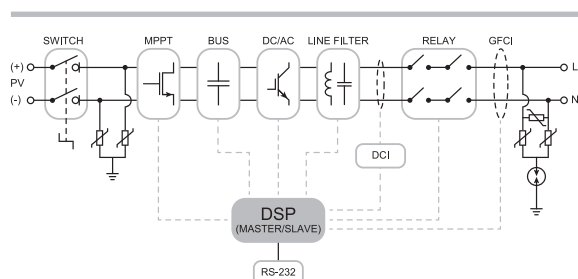 SWITCH MPPT BUS DC/AC LINE FILTER RELAY GFCI
(+) L
PV
(-) N
DCI
DSP
(MASTER/SLAVE)
RS-232